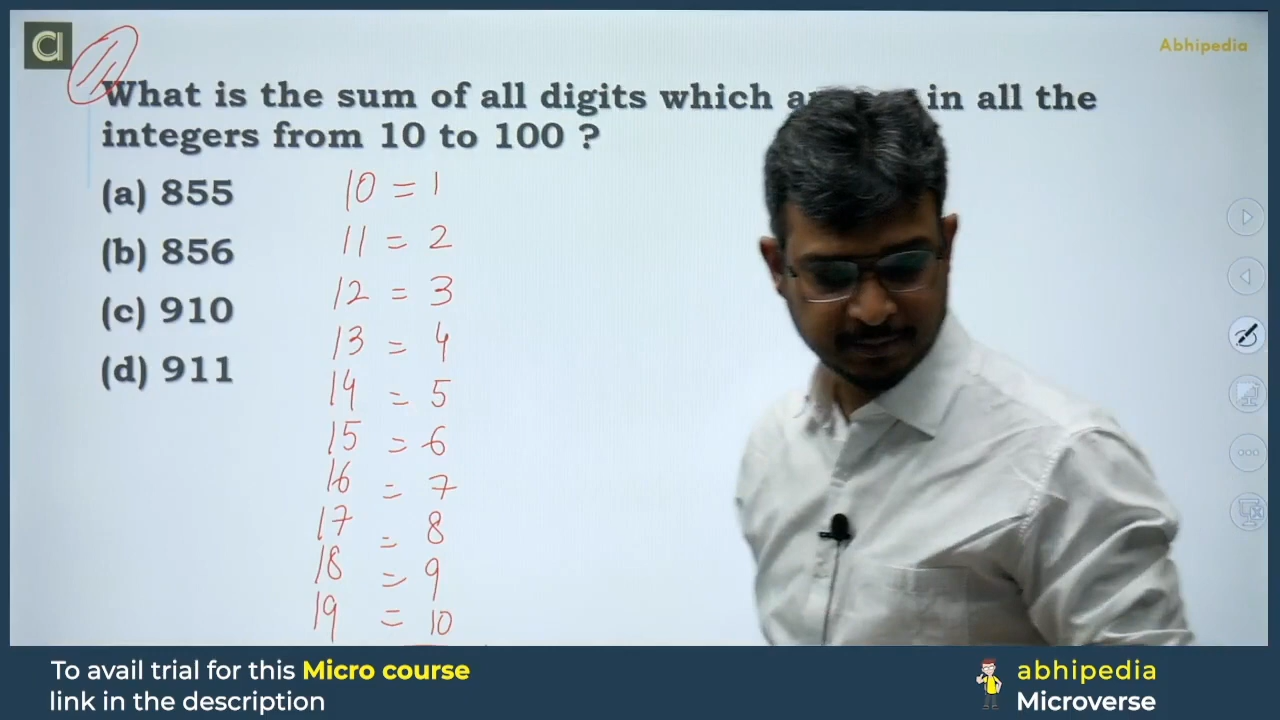 Abhipedia
What is the sum of all digits which in all the
integers from 10 to 100 ?
(a) 855
(b) 856
(c) 910
(d) 911
10 = 1
11 = 2
12 = 3
13 = 4
14 = 5
15 = 6
16 = 7
17 = 8
18 = 9
19 = 10
To avail trial for this Micro course
link in the description
abhipedia
Microverse